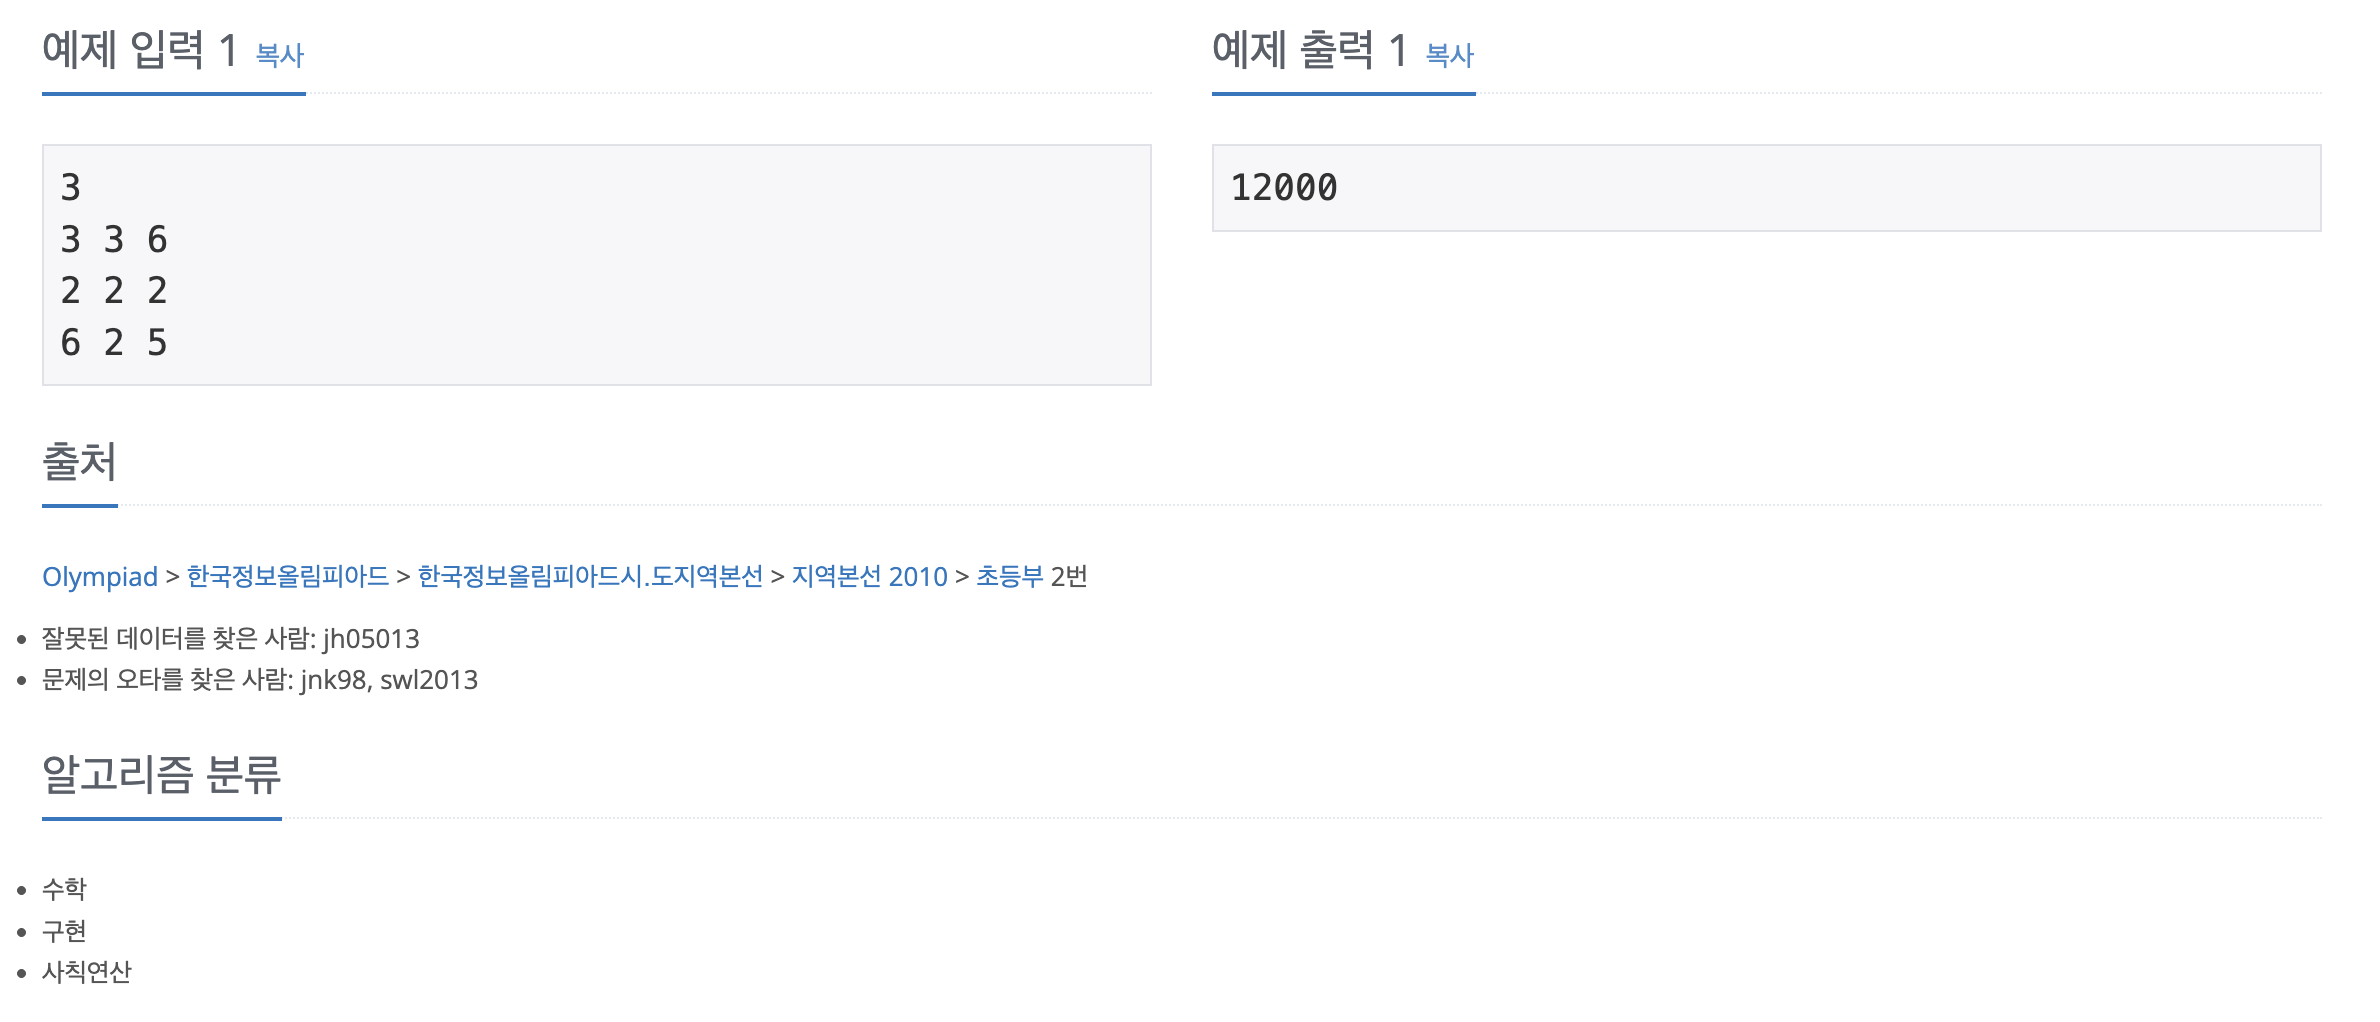 예제 입력 1 복사
3
3 3 6
2 2 2
6 2 5
예제 출력 1 복사
12000
출처
Olympiad > 한국정보올림피아드 > 한국정보올림피아드시.도지역본선 > 지역본선 2010 > 초등부 2번
잘못된 데이터를 찾은 사람: jh05013
문제의 오타를 찾은 사람: jnk98, swl2013
알고리즘 분류
수학
구현
사칙연산